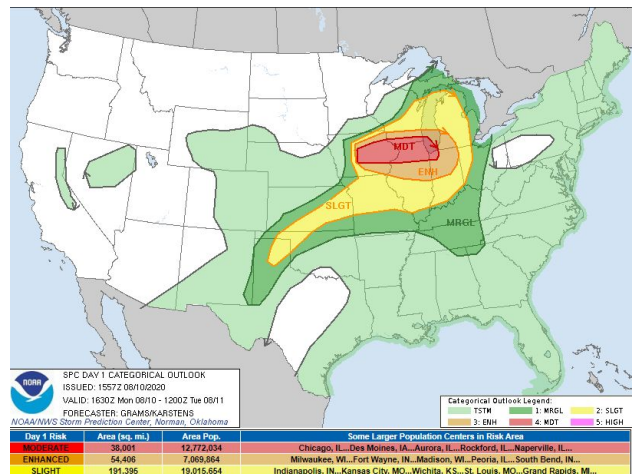 MDT
ENH
SLGT
MRGL
NOAA
SPC DAY 1 CATEGORICAL OUTLOOK
ISSUED: 1557Z 08/10/2020
VALID: 1630Z Mon 08/10 - 1200Z Tue 08/11
FORECASTER: GRAMS/KARSTENS
NOAA/NWS Storm Prediction Center, Norman, Oklahoma
Categorical Outlook Legend:
TSTM 1: MRGL 2: SLGT
3: ENH 4: MDT 5: HIGH
Day 1 Risk Area (sq. mi.) Area Pop. Some Larger Population Centers in Risk Area
MODERATE 38,001 12,772,034 Chicago, IL...Des Moines, IA...Aurora, IL...Rockford, IL...Naperville, IL...
ENHANCED 54,406 7,069,864 Milwaukee, WI...Fort Wayne, IN...Madison, WI...Peoria, IL...South Bend, IN...
SLIGHT 191,395 19,015,654 Indianapolis, IN...Kansas City, MO...Wichita, KS...St. Louis, MO...Grand Rapids, MI...